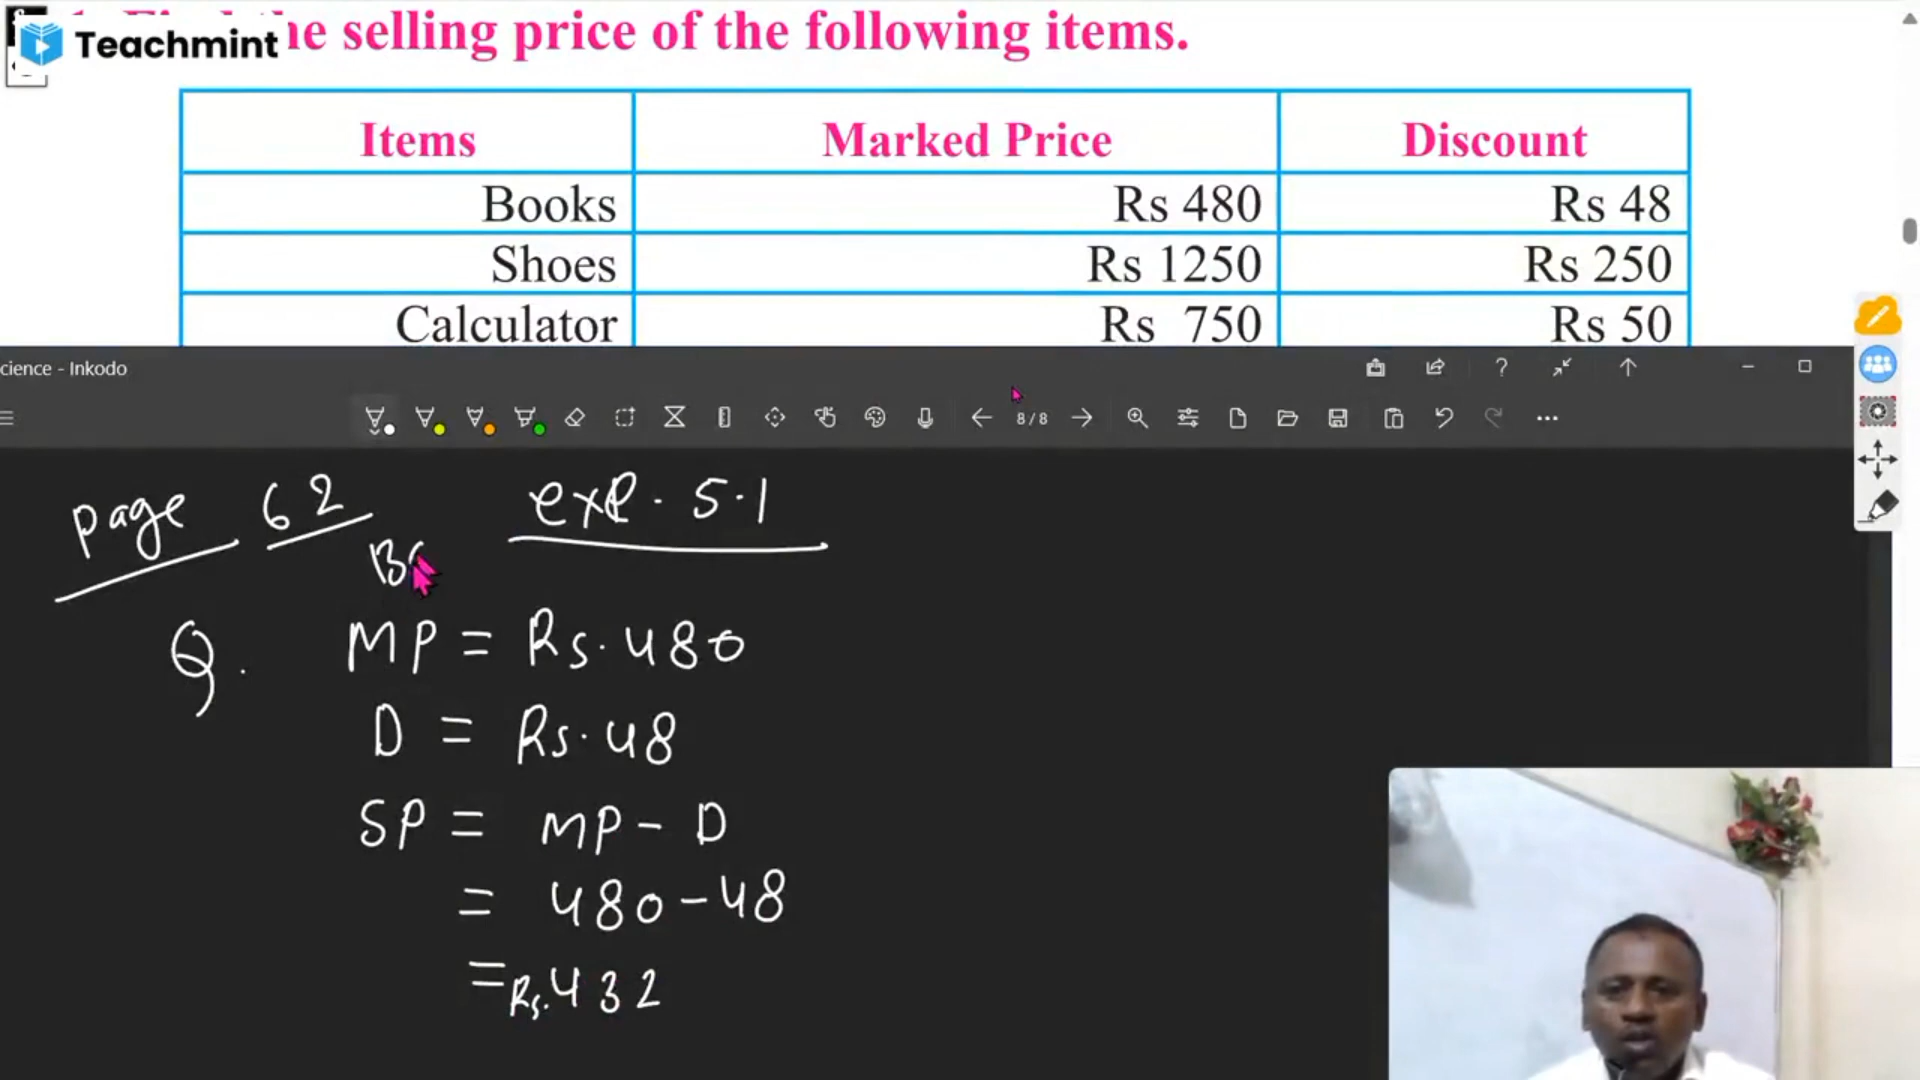 he selling price of the following items.
Teachmint
Items Marked Price Discount
Books Rs 480 Rs 48
Shoes Rs 1250 Rs 250
Calculator Rs 750 Rs 50
cience - Inkodo
8/8
page 62 exe. 5.1
Q. MP = Rs. 480
D = Rs. 48
SP = MP - D
= 480 - 48
= Rs. 432